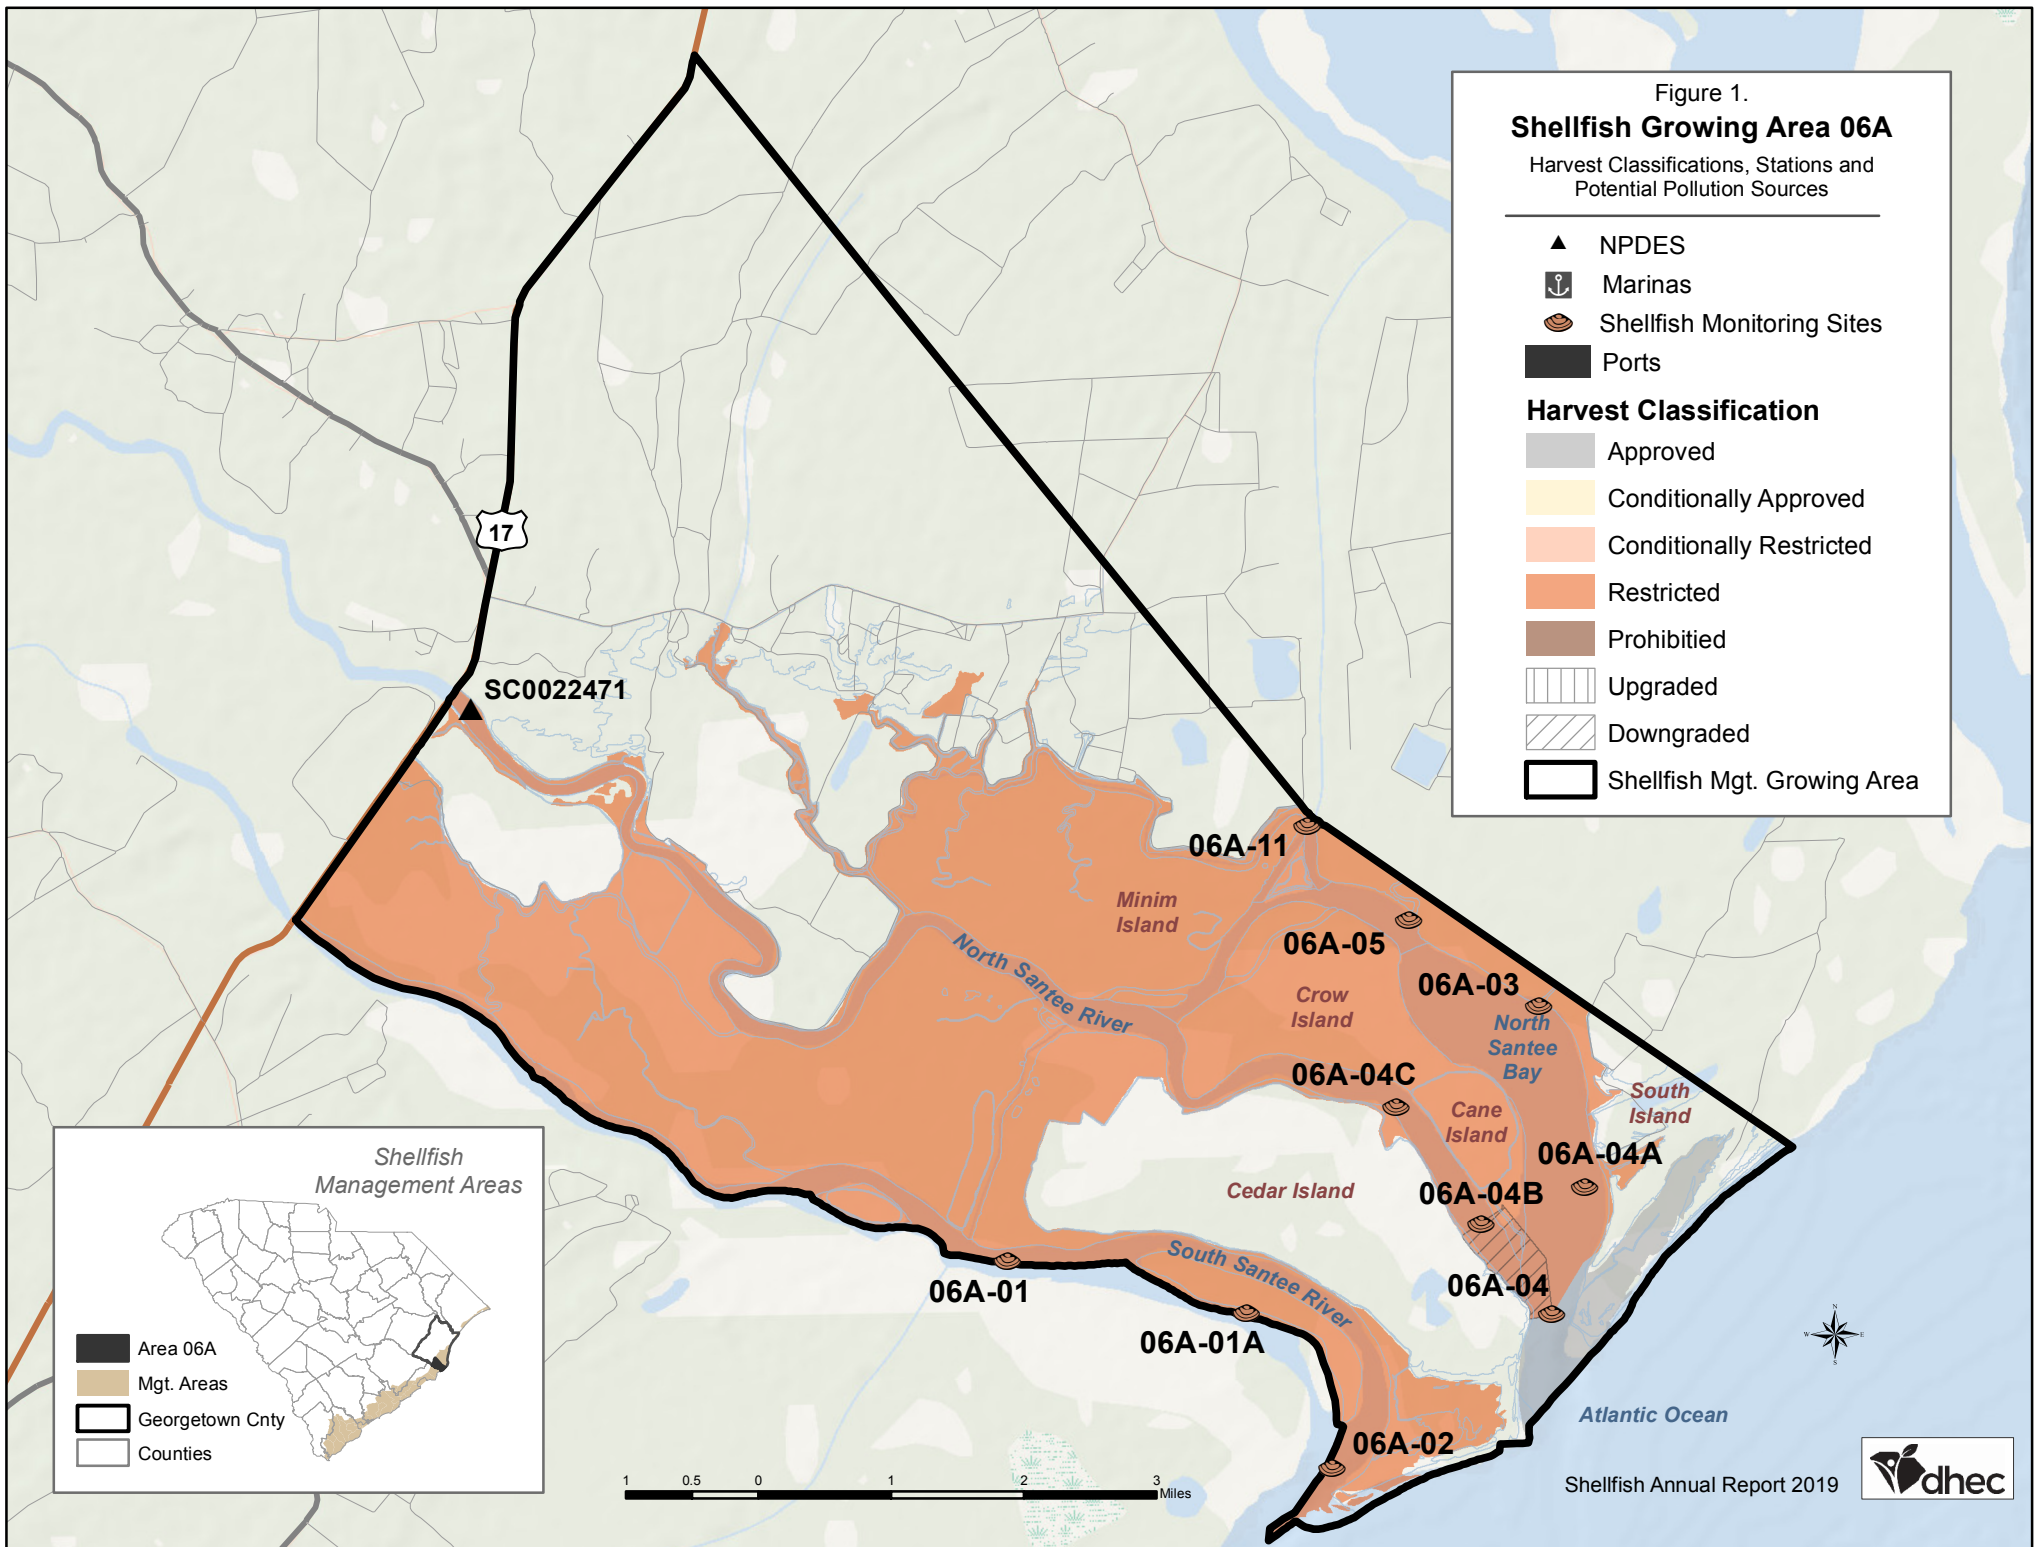 Figure 1.
Shellfish Growing Area 06A
Harvest Classifications, Stations and
Potential Pollution Sources
NPDES
Marinas
Shellfish Monitoring Sites
Ports
Harvest Classification
Approved
Conditionally Approved
Conditionally Restricted
Restricted
Prohibitied
Upgraded
Downgraded
Shellfish Mgt. Growing Area
17
SC0022471
06A-11
Minim
Island
06A-05
North Santee River
06A-03
Crow
Island
North
Santee
Bay
06A-04C
South
Island
Cane
Island
06A-04A
Cedar Island
06A-04B
South Santee River
06A-04
06A-01
06A-01A
06A-02
Atlantic Ocean
Shellfish
Management Areas
Area 06A
Mgt. Areas
Georgetown Cnty
Counties
1 0.5 0 1 2 3
Miles
N
W E
S
Shellfish Annual Report 2019
dhec